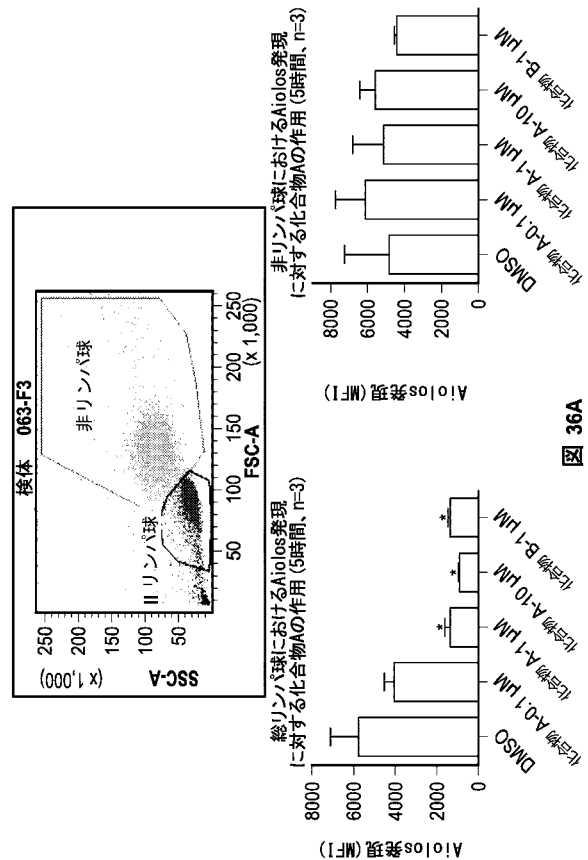 検体 063-F3
SSC-A
(x 1,000)
250
200
150
100
50
II リンパ球
非リンパ球
50
100
150
200
250
(x 1,000)
FSC-A
総リンパ球におけるAiolos発現
に対する化合物Aの作用 (5時間、n=3)
Aiolos発現(MFI)
8000
6000
4000
2000
0
*
*
*
DMSO
化合物 A-0.1 μM
化合物 A-1 μM
化合物 A-10 μM
化合物 B-1 μM
非リンパ球におけるAiolos発現
に対する化合物Aの作用 (5時間、n=3)
Aiolos発現(MFI)
8000
6000
4000
2000
0
DMSO
化合物 A-0.1 μM
化合物 A-1 μM
化合物 A-10 μM
化合物 B-1 μM
図 36A